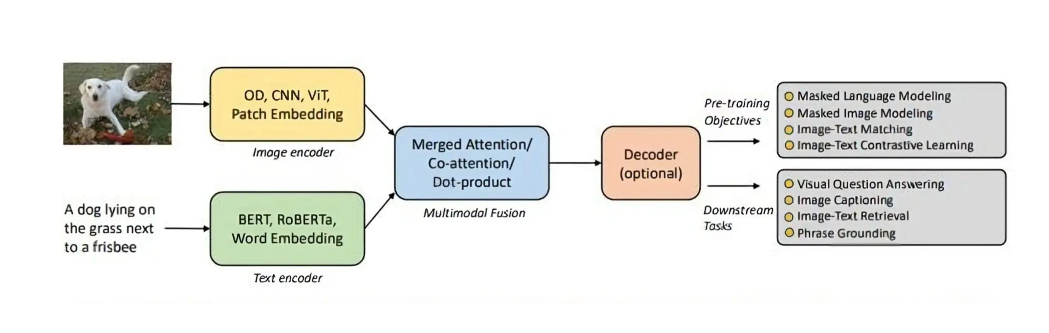 OD, CNN, ViT,
Patch Embedding
Image encoder
A dog lying on
the grass next
to a frisbee
BERT, RoBERTa,
Word Embedding
Text encoder
Merged Attention/
Co-attention/
Dot-product
Multimodal Fusion
Decoder
(optional)
Pre-training
Objectives
Masked Language Modeling
Masked Image Modeling
Image-Text Matching
Image-Text Contrastive Learning
Downstream
Tasks
Visual Question Answering
Image Captioning
Image-Text Retrieval
Phrase Grounding